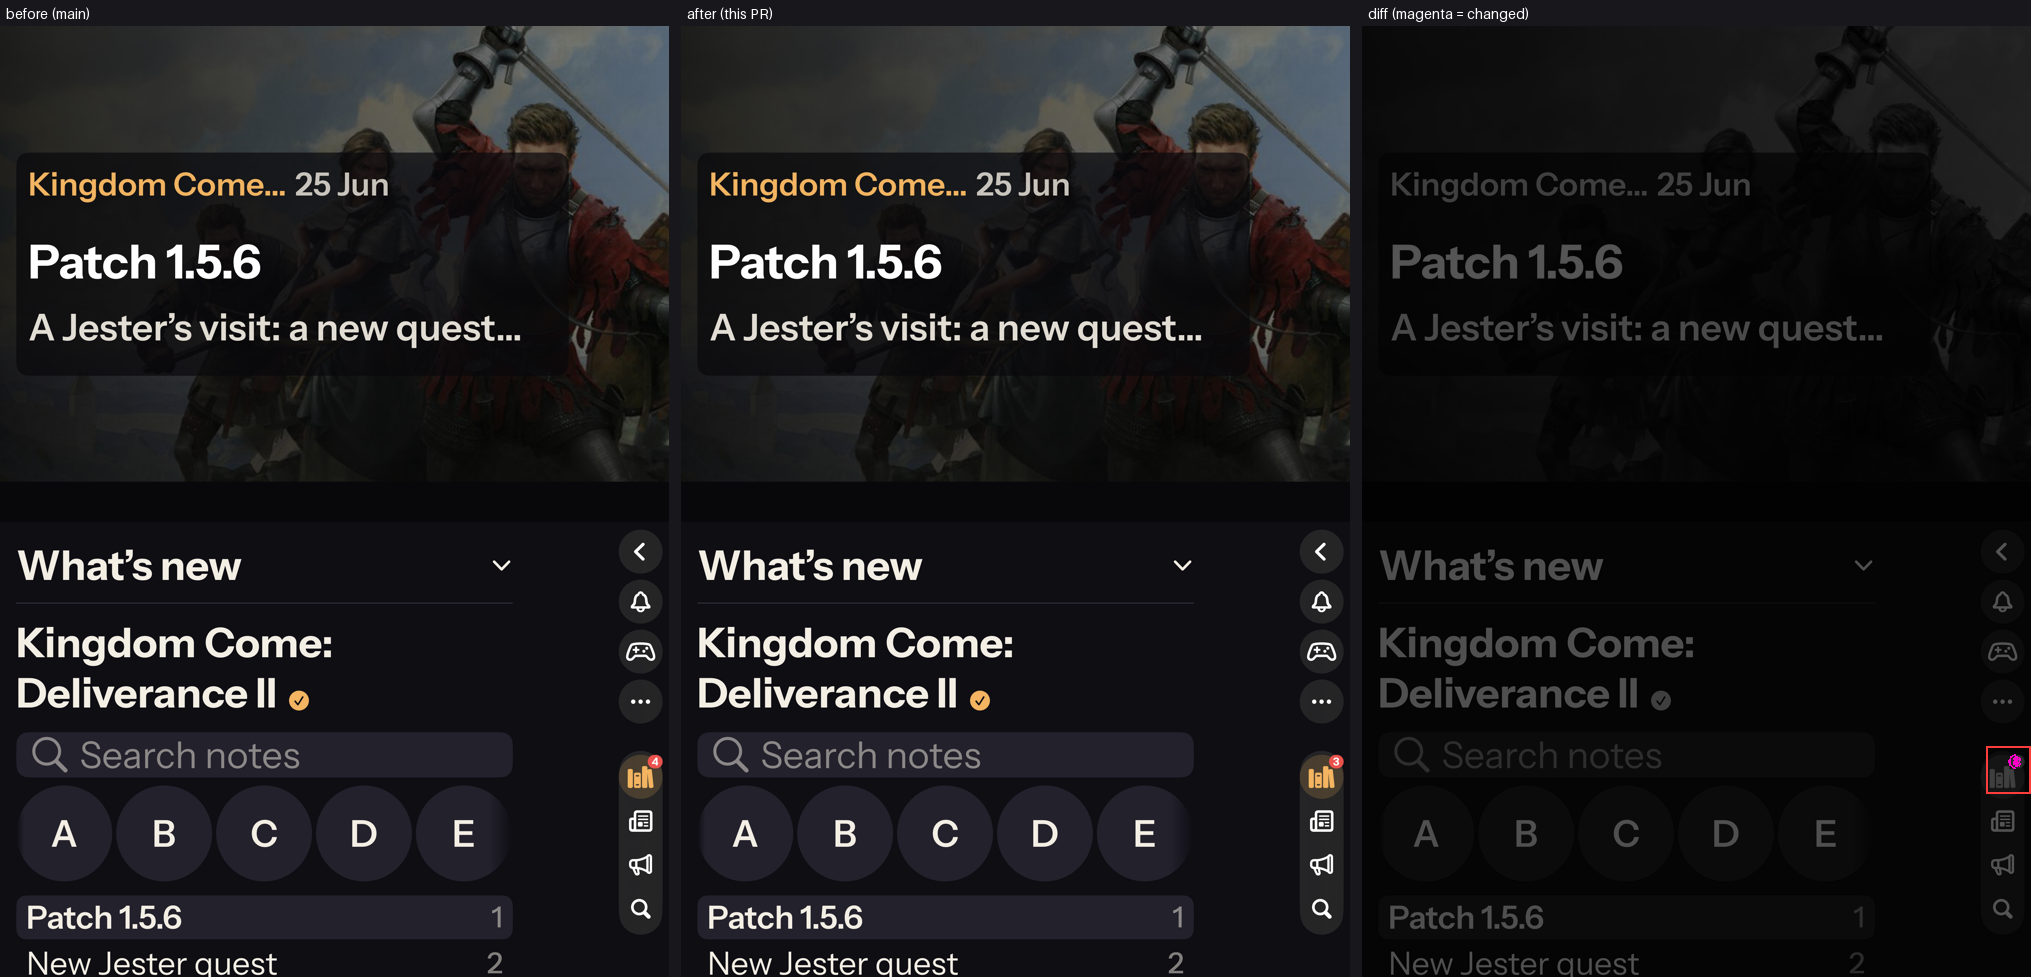 before (main)
Kingdom Come... 25 Jun
Patch 1.5.6
A Jester’s visit: a new quest...
What’s new
Kingdom Come:
Deliverance II
Search notes
4
A B C D E
Patch 1.5.6 1
New Jester quest 2
after (this PR)
Kingdom Come... 25 Jun
Patch 1.5.6
A Jester’s visit: a new quest...
What’s new
Kingdom Come:
Deliverance II
Search notes
3
A B C D E
Patch 1.5.6 1
New Jester quest 2
diff (magenta = changed)
Kingdom Come... 25 Jun
Patch 1.5.6
A Jester’s visit: a new quest...
What’s new
Kingdom Come:
Deliverance II
Search notes
A B C D E
Patch 1.5.6 1
New Jester quest 2